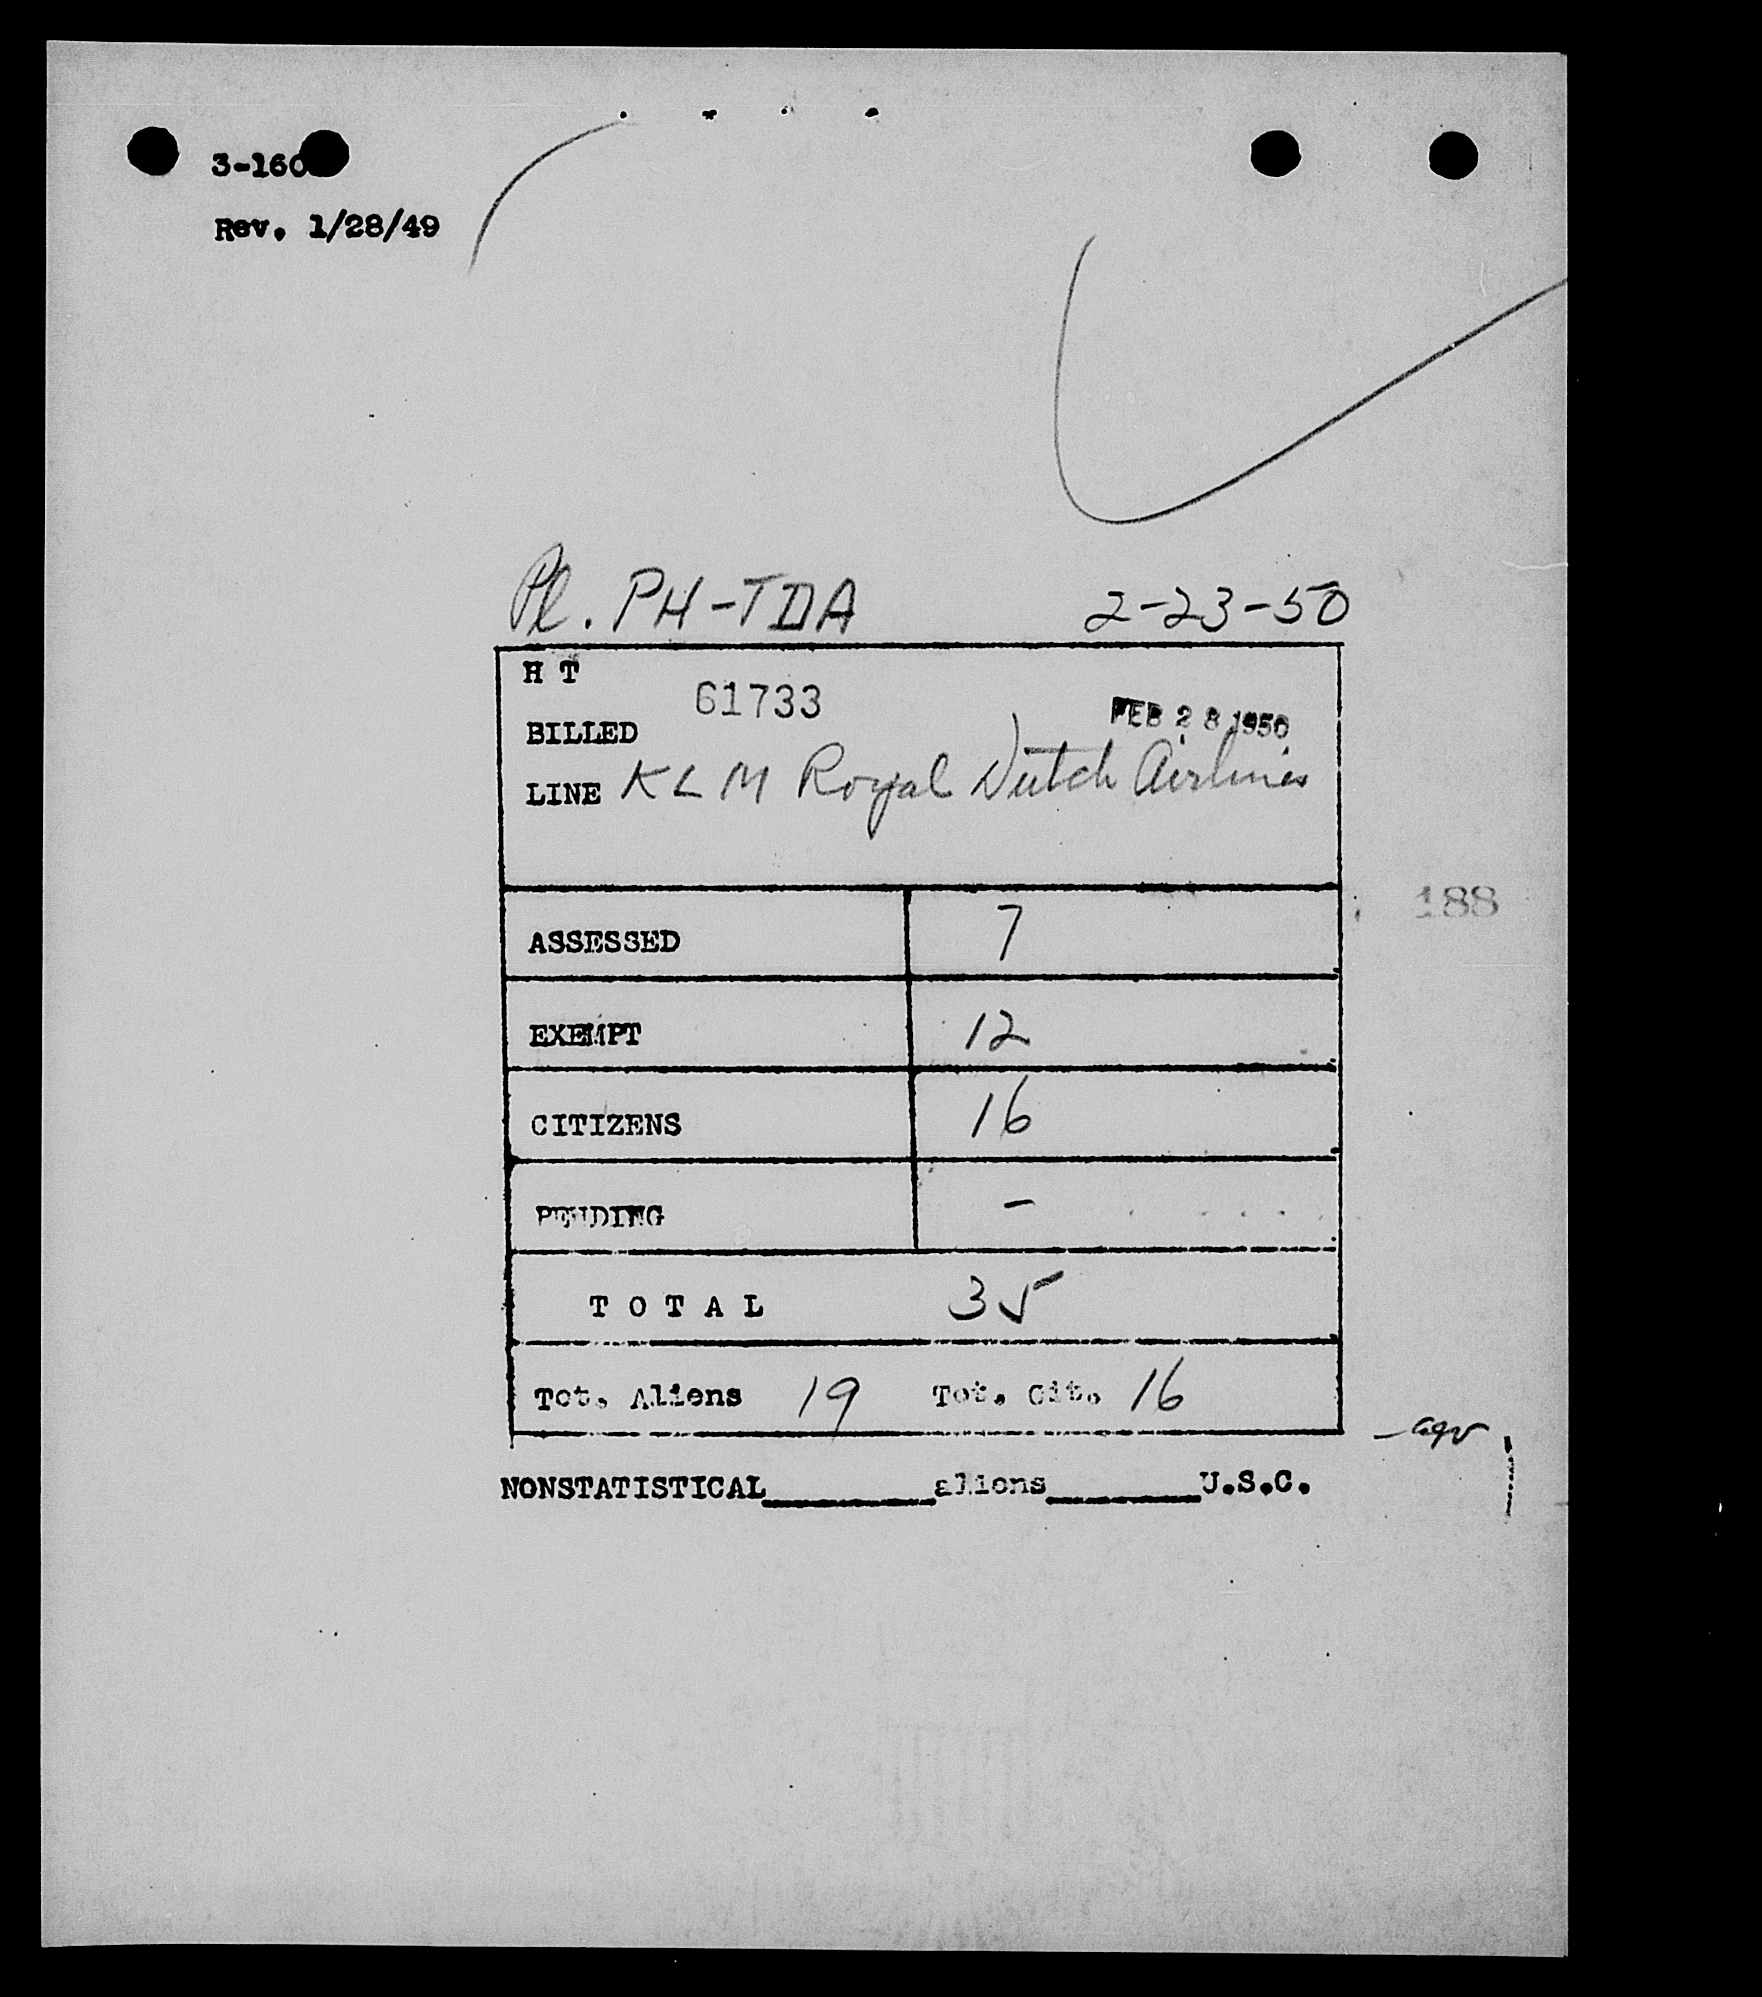 3-160
Rev. 1/28/49
Pl. PH-TDA 2-23-50
H T
61733 FEB 28 1950
BILLED
LINE KLM Royal Dutch Airlines
188
ASSESSED 7
EXEMPT 12
CITIZENS 16
PENDING -
TOTAL 35
Tot. Aliens 19 Tot. Cit. 16
NONSTATISTICAL________aliens________U.S.C.